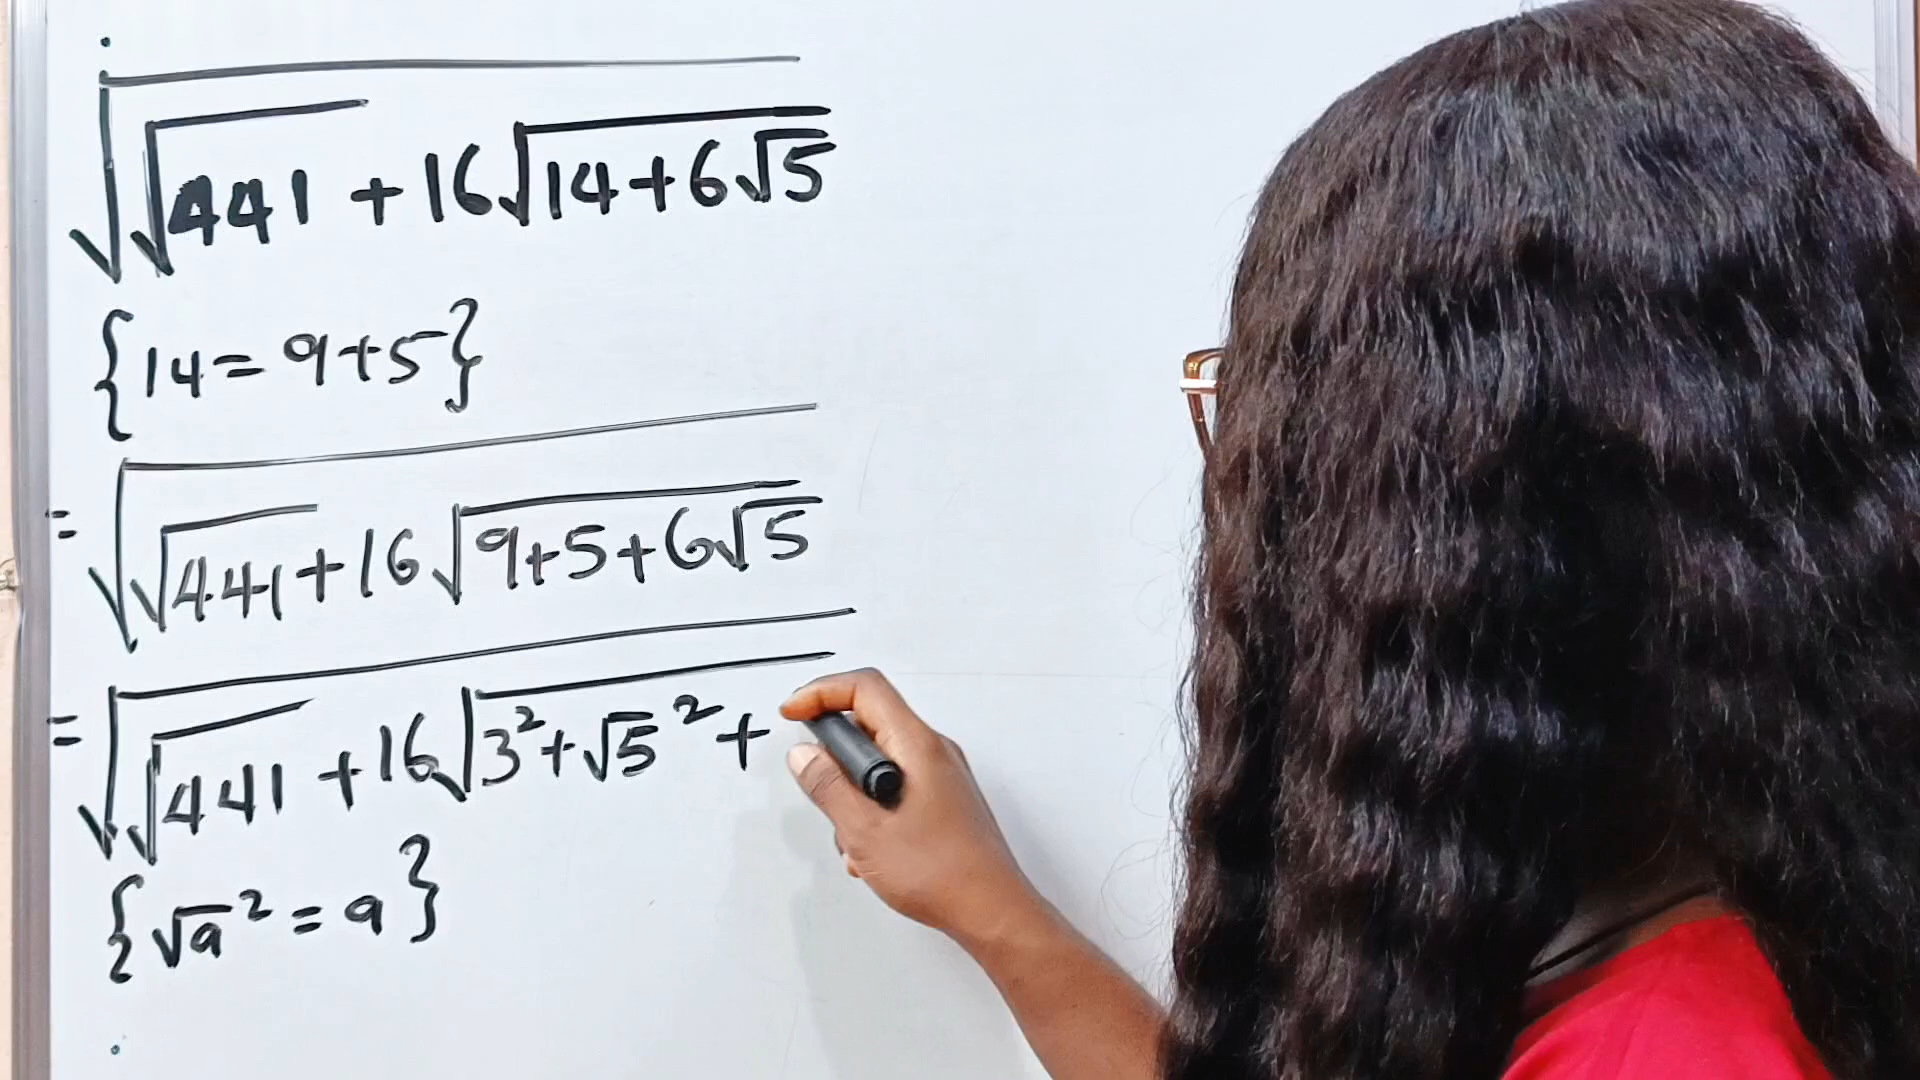 √(√441 + 16√(14+6√5))
{14 = 9+5}
= √(√441 + 16√(9+5+6√5))
= √(√441 + 16√(3² + √5² +
{√a² = a}